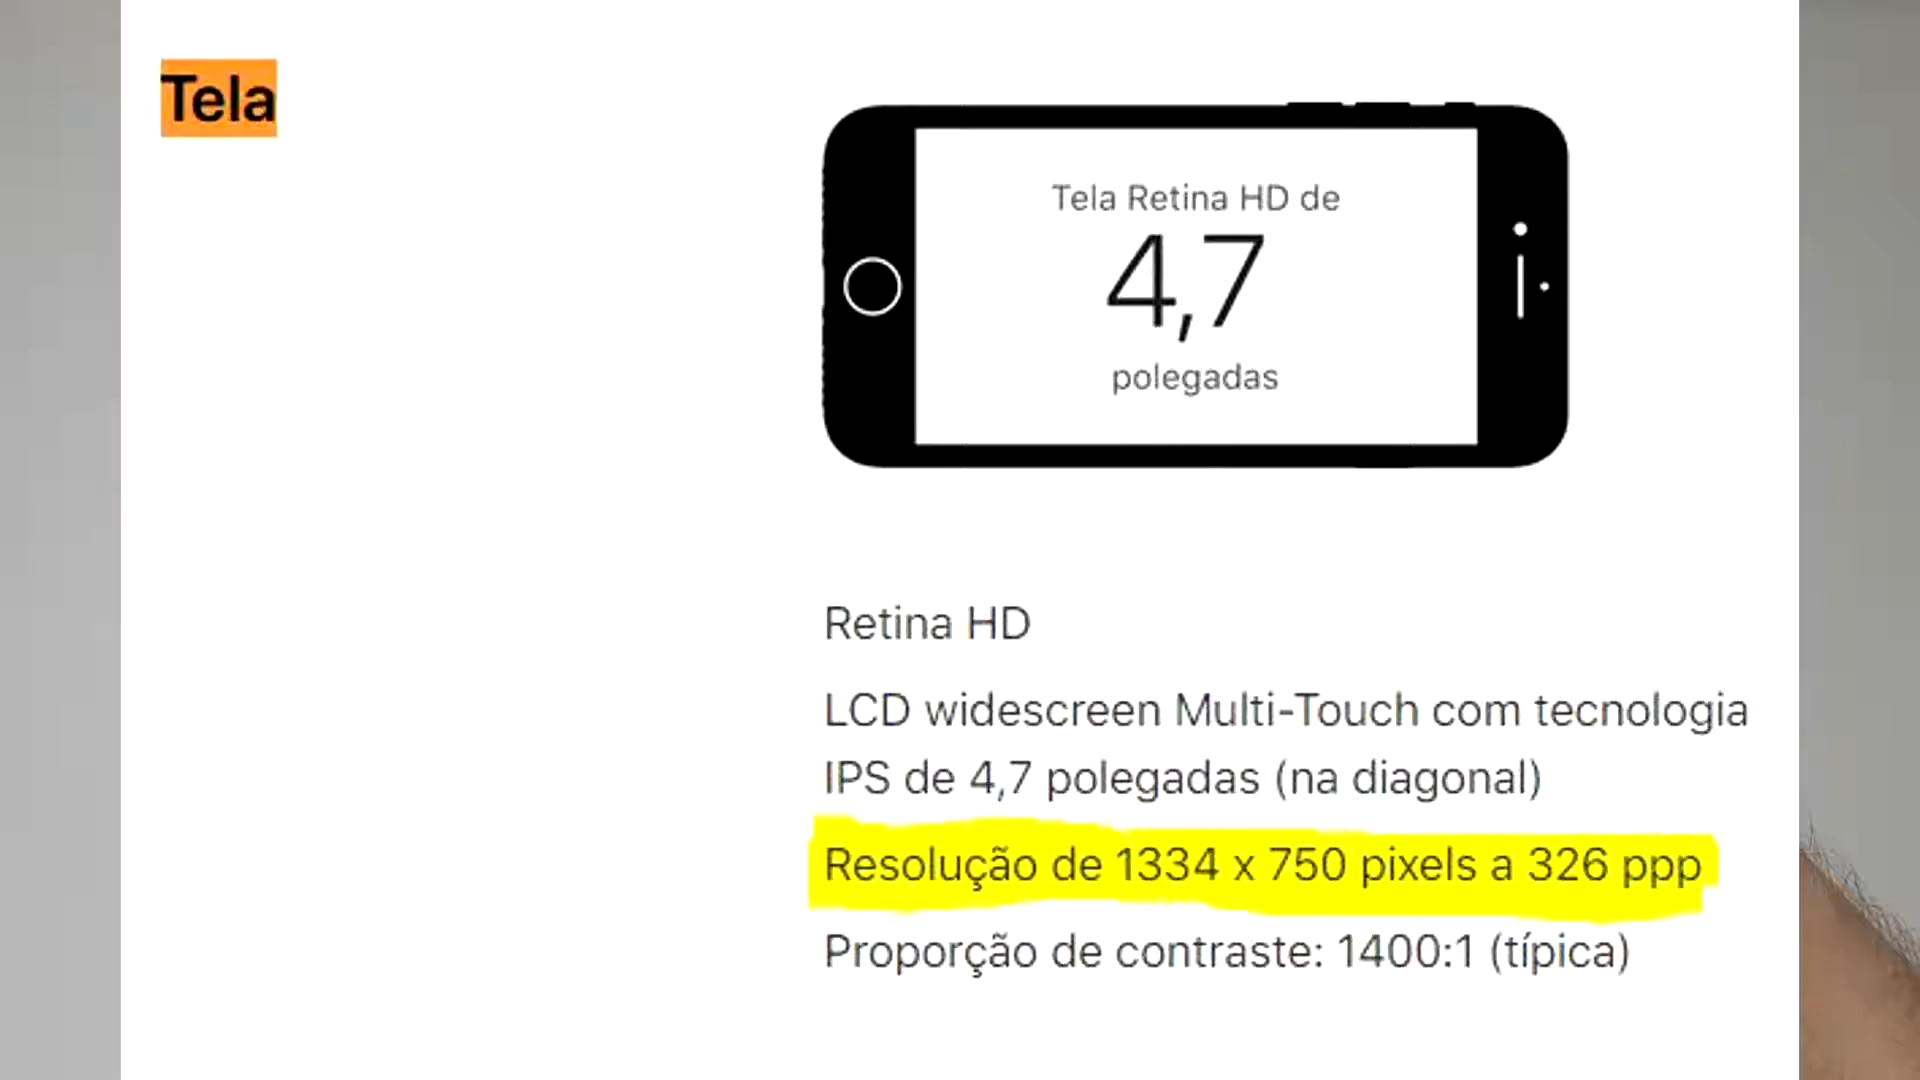 Tela
Tela Retina HD de
4,7
polegadas
Retina HD
LCD widescreen Multi-Touch com tecnologia
IPS de 4,7 polegadas (na diagonal)
Resolução de 1334 x 750 pixels a 326 ppp
Proporção de contraste: 1400:1 (típica)